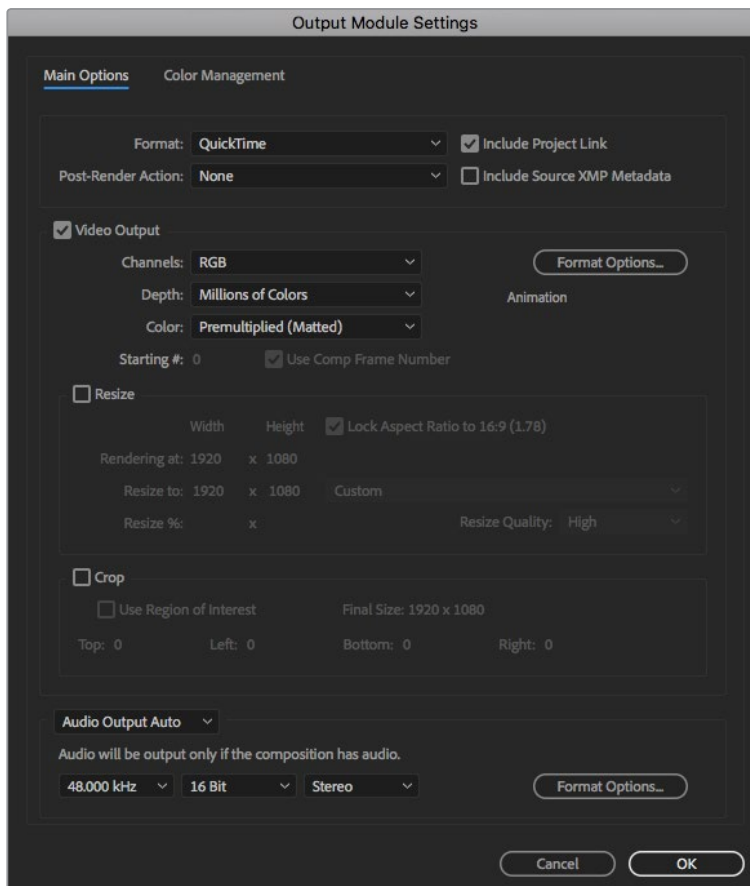 Output Module Settings
Main Options Color Management
Format: QuickTime Include Project Link
Post-Render Action: None Include Source XMP Metadata
Video Output
Channels: RGB Format Options...
Depth: Millions of Colors Animation
Color: Premultiplied (Matted)
Starting #: 0 Use Comp Frame Number
Resize
Width Height Lock Aspect Ratio to 16:9 (1.78)
Rendering at: 1920 x 1080
Resize to: 1920 x 1080 Custom
Resize %: x Resize Quality: High
Crop
Use Region of Interest Final Size: 1920 x 1080
Top: 0 Left: 0 Bottom: 0 Right: 0
Audio Output Auto
Audio will be output only if the composition has audio.
48.000 kHz 16 Bit Stereo Format Options...
Cancel OK